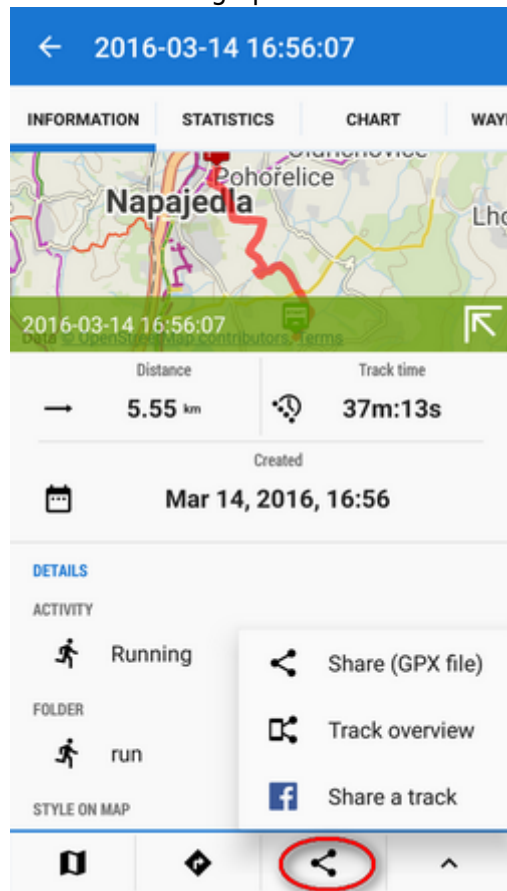 2016-03-14 16:56:07
INFORMATION STATISTICS CHART WAY
Pohořelice
Napajedla
Lho
2016-03-14 16:56:07
Data © OpenStreetMap contributors, Terms
Distance Track time
5.55 km 37m:13s
Created
Mar 14, 2016, 16:56
DETAILS
ACTIVITY
Running
Share (GPX file)
FOLDER
Track overview
run
Share a track
STYLE ON MAP